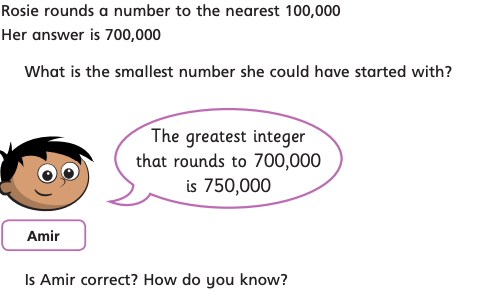 Rosie rounds a number to the nearest 100,000
Her answer is 700,000
What is the smallest number she could have started with?
The greatest integer
that rounds to 700,000
is 750,000
Amir
Is Amir correct? How do you know?